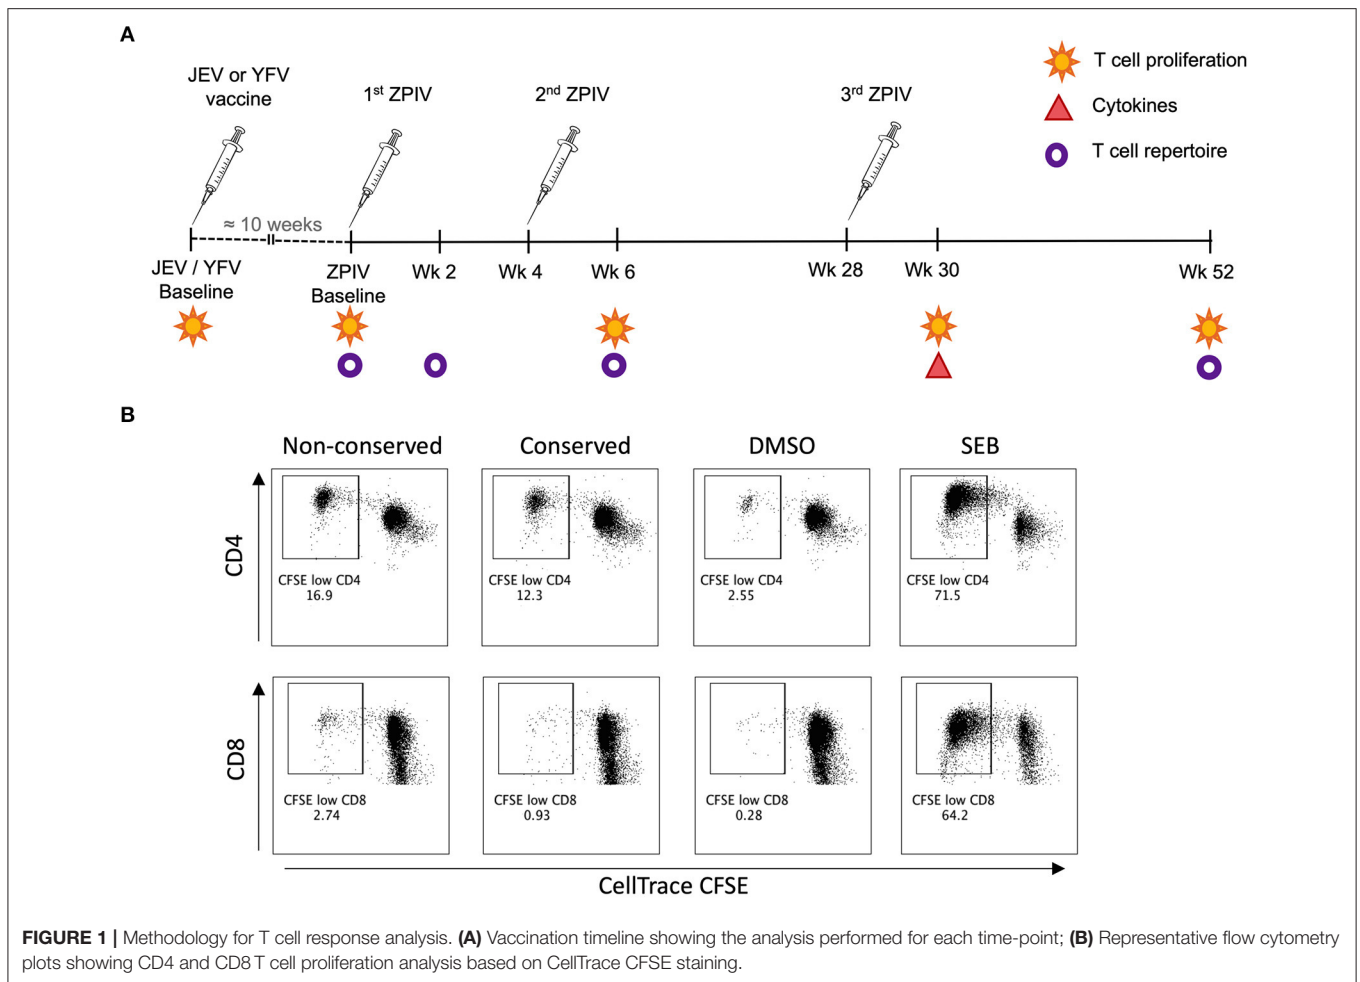 A
JEV or YFV
vaccine
1st ZPIV
2nd ZPIV
3rd ZPIV
T cell proliferation
Cytokines
T cell repertoire
≈ 10 weeks
JEV / YFV
Baseline
ZPIV
Baseline
Wk 2
Wk 4
Wk 6
Wk 28
Wk 30
Wk 52
B
Non-conserved
Conserved
DMSO
SEB
CD4
CFSE low CD4
16.9
CFSE low CD4
12.3
CFSE low CD4
2.55
CFSE low CD4
71.5
CD8
CFSE low CD8
2.74
CFSE low CD8
0.93
CFSE low CD8
0.28
CFSE low CD8
64.2
CellTrace CFSE
FIGURE 1 | Methodology for T cell response analysis. (A) Vaccination timeline showing the analysis performed for each time-point; (B) Representative flow cytometry
plots showing CD4 and CD8 T cell proliferation analysis based on CellTrace CFSE staining.